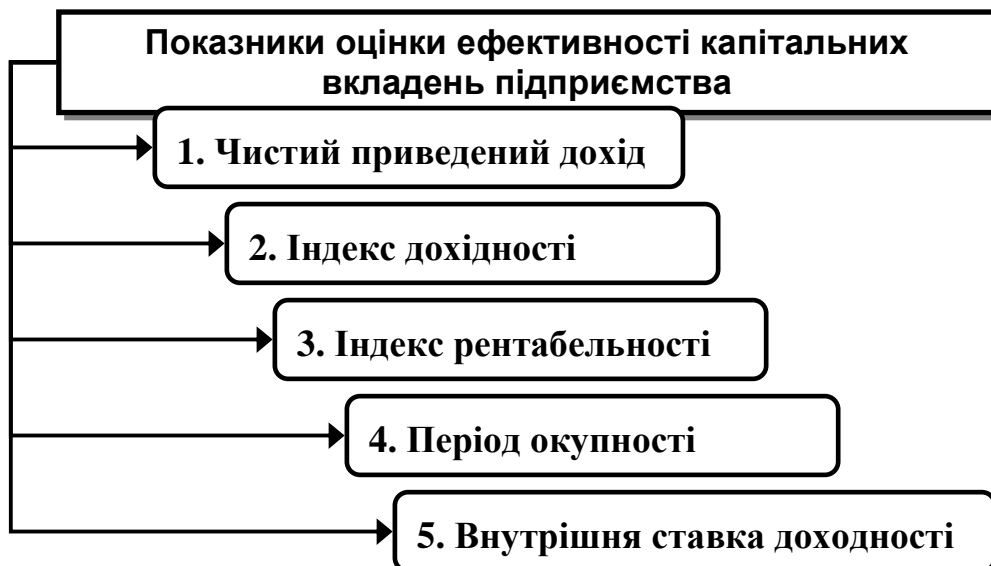 Показники оцінки ефективності капітальних
вкладень підприємства
1. Чистий приведений дохід
2. Індекс дохідності
3. Індекс рентабельності
4. Період окупності
5. Внутрішня ставка доходності